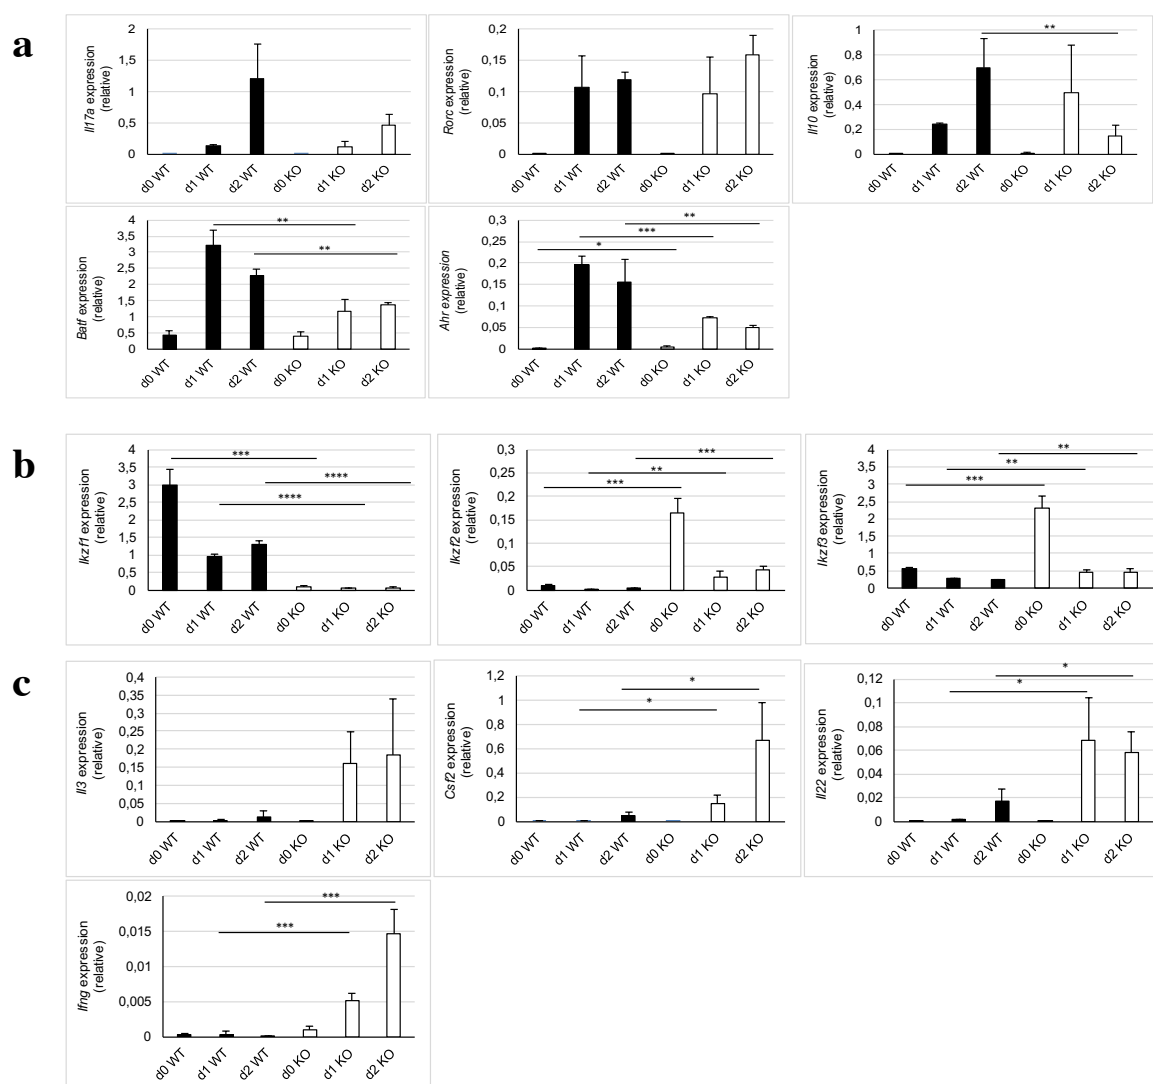 a
Il17a expression
(relative)
2
1,5
1
0,5
0
d0 WT
d1 WT
d2 WT
d0 KO
d1 KO
d2 KO
Rorc expression
(relative)
0,2
0,15
0,1
0,05
0
d0 WT
d1 WT
d2 WT
d0 KO
d1 KO
d2 KO
Il10 expression
(relative)
1
0,8
0,6
0,4
0,2
0
**
d0 WT
d1 WT
d2 WT
d0 KO
d1 KO
d2 KO
Batf expression
(relative)
4
3,5
3
2,5
2
1,5
1
0,5
0
**
**
d0 WT
d1 WT
d2 WT
d0 KO
d1 KO
d2 KO
Ahr expression
(relative)
0,3
0,25
0,2
0,15
0,1
0,05
0
**
***
*
d0 WT
d1 WT
d2 WT
d0 KO
d1 KO
d2 KO
b
Ikzf1 expression
(relative)
4
3,5
3
2,5
2
1,5
1
0,5
0
***
****
****
d0 WT
d1 WT
d2 WT
d0 KO
d1 KO
d2 KO
Ikzf2 expression
(relative)
0,3
0,25
0,2
0,15
0,1
0,05
0
***
**
***
d0 WT
d1 WT
d2 WT
d0 KO
d1 KO
d2 KO
Ikzf3 expression
(relative)
4
3,5
3
2,5
2
1,5
1
0,5
0
**
**
***
d0 WT
d1 WT
d2 WT
d0 KO
d1 KO
d2 KO
c
Il3 expression
(relative)
0,4
0,35
0,3
0,25
0,2
0,15
0,1
0,05
0
d0 WT
d1 WT
d2 WT
d0 KO
d1 KO
d2 KO
Csf2 expression
(relative)
1,2
1
0,8
0,6
0,4
0,2
0
*
*
d0 WT
d1 WT
d2 WT
d0 KO
d1 KO
d2 KO
Il22 expression
(relative)
0,12
0,1
0,08
0,06
0,04
0,02
0
*
*
d0 WT
d1 WT
d2 WT
d0 KO
d1 KO
d2 KO
Ifng expression
(relative)
0,02
0,015
0,01
0,005
0
***
***
d0 WT
d1 WT
d2 WT
d0 KO
d1 KO
d2 KO